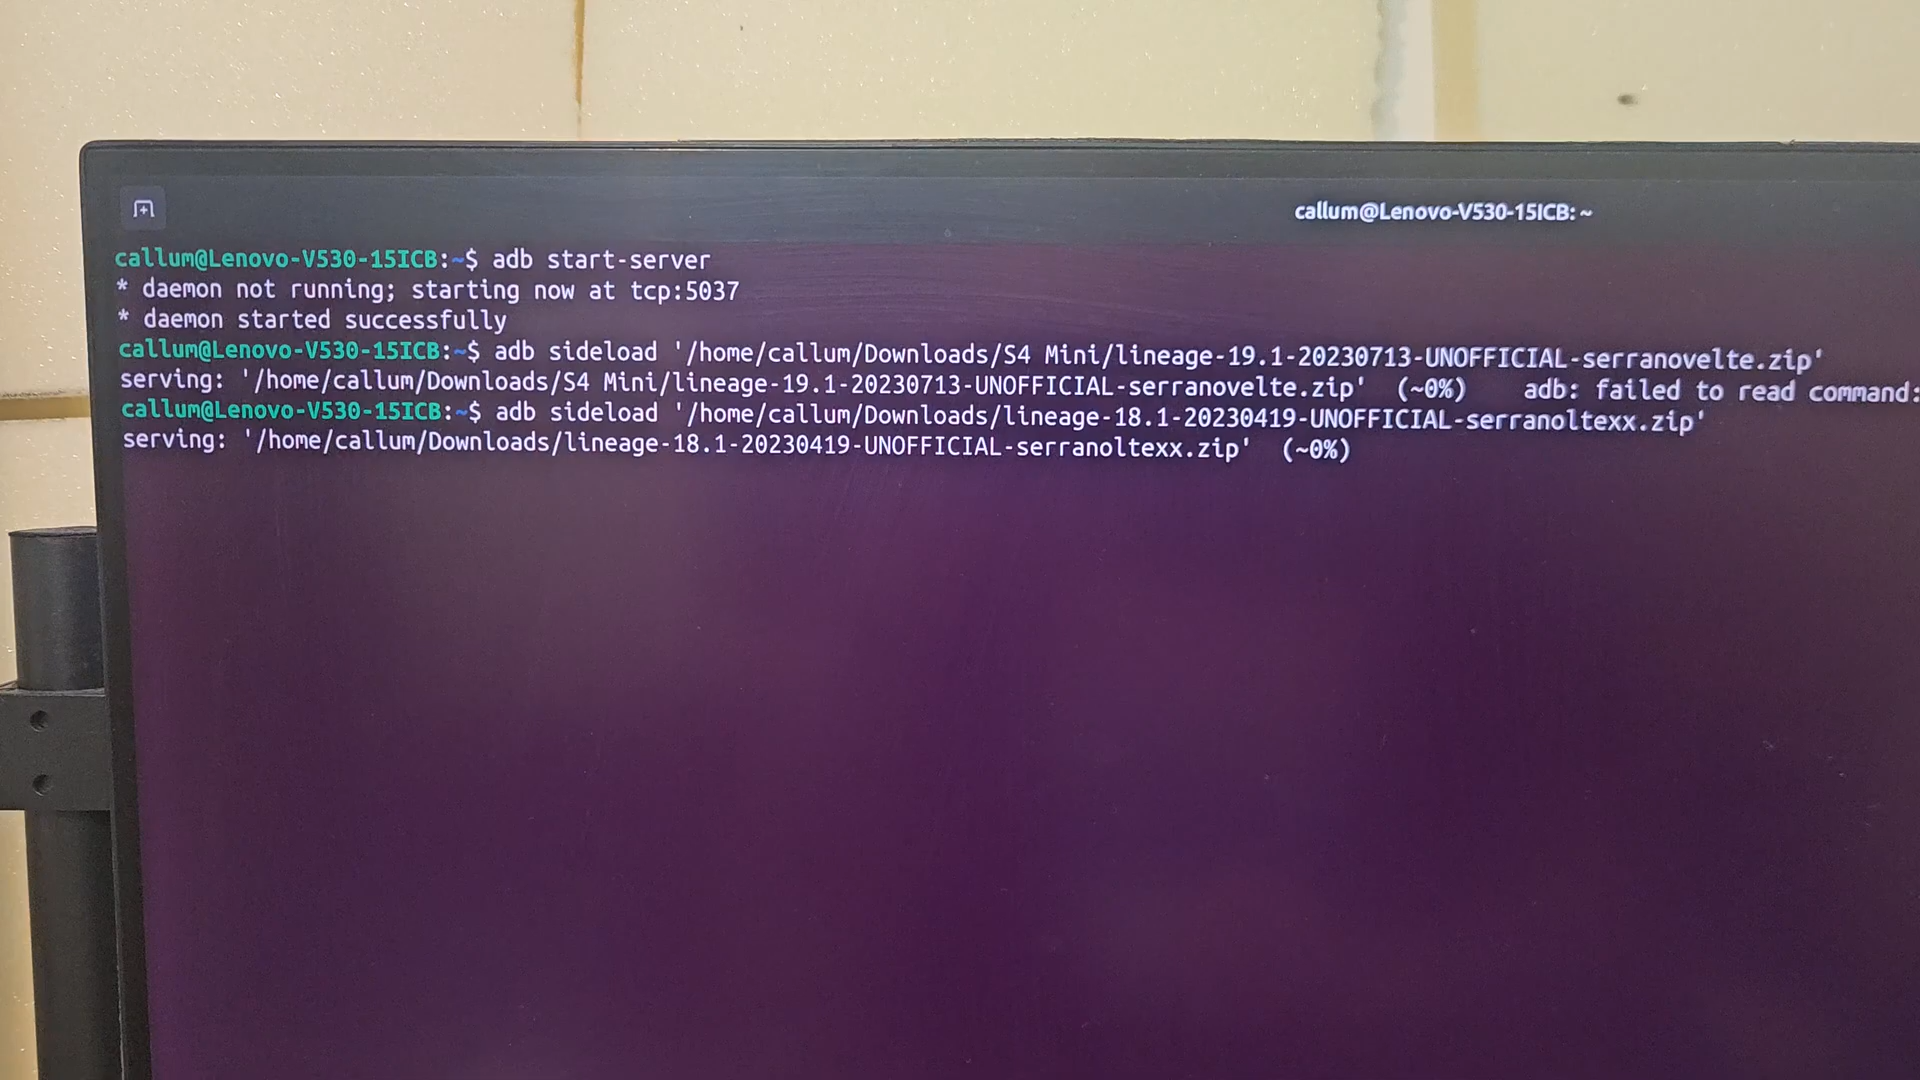 callum@Lenovo-V530-15ICB: ~
callum@Lenovo-V530-15ICB:~$ adb start-server
* daemon not running; starting now at tcp:5037
* daemon started successfully
callum@Lenovo-V530-15ICB:~$ adb sideload '/home/callum/Downloads/S4 Mini/lineage-19.1-20230713-UNOFFICIAL-serranovelte.zip'
serving: '/home/callum/Downloads/S4 Mini/lineage-19.1-20230713-UNOFFICIAL-serranovelte.zip'  (~0%)    adb: failed to read command:
callum@Lenovo-V530-15ICB:~$ adb sideload '/home/callum/Downloads/lineage-18.1-20230419-UNOFFICIAL-serranoltexx.zip'
serving: '/home/callum/Downloads/lineage-18.1-20230419-UNOFFICIAL-serranoltexx.zip'  (~0%)